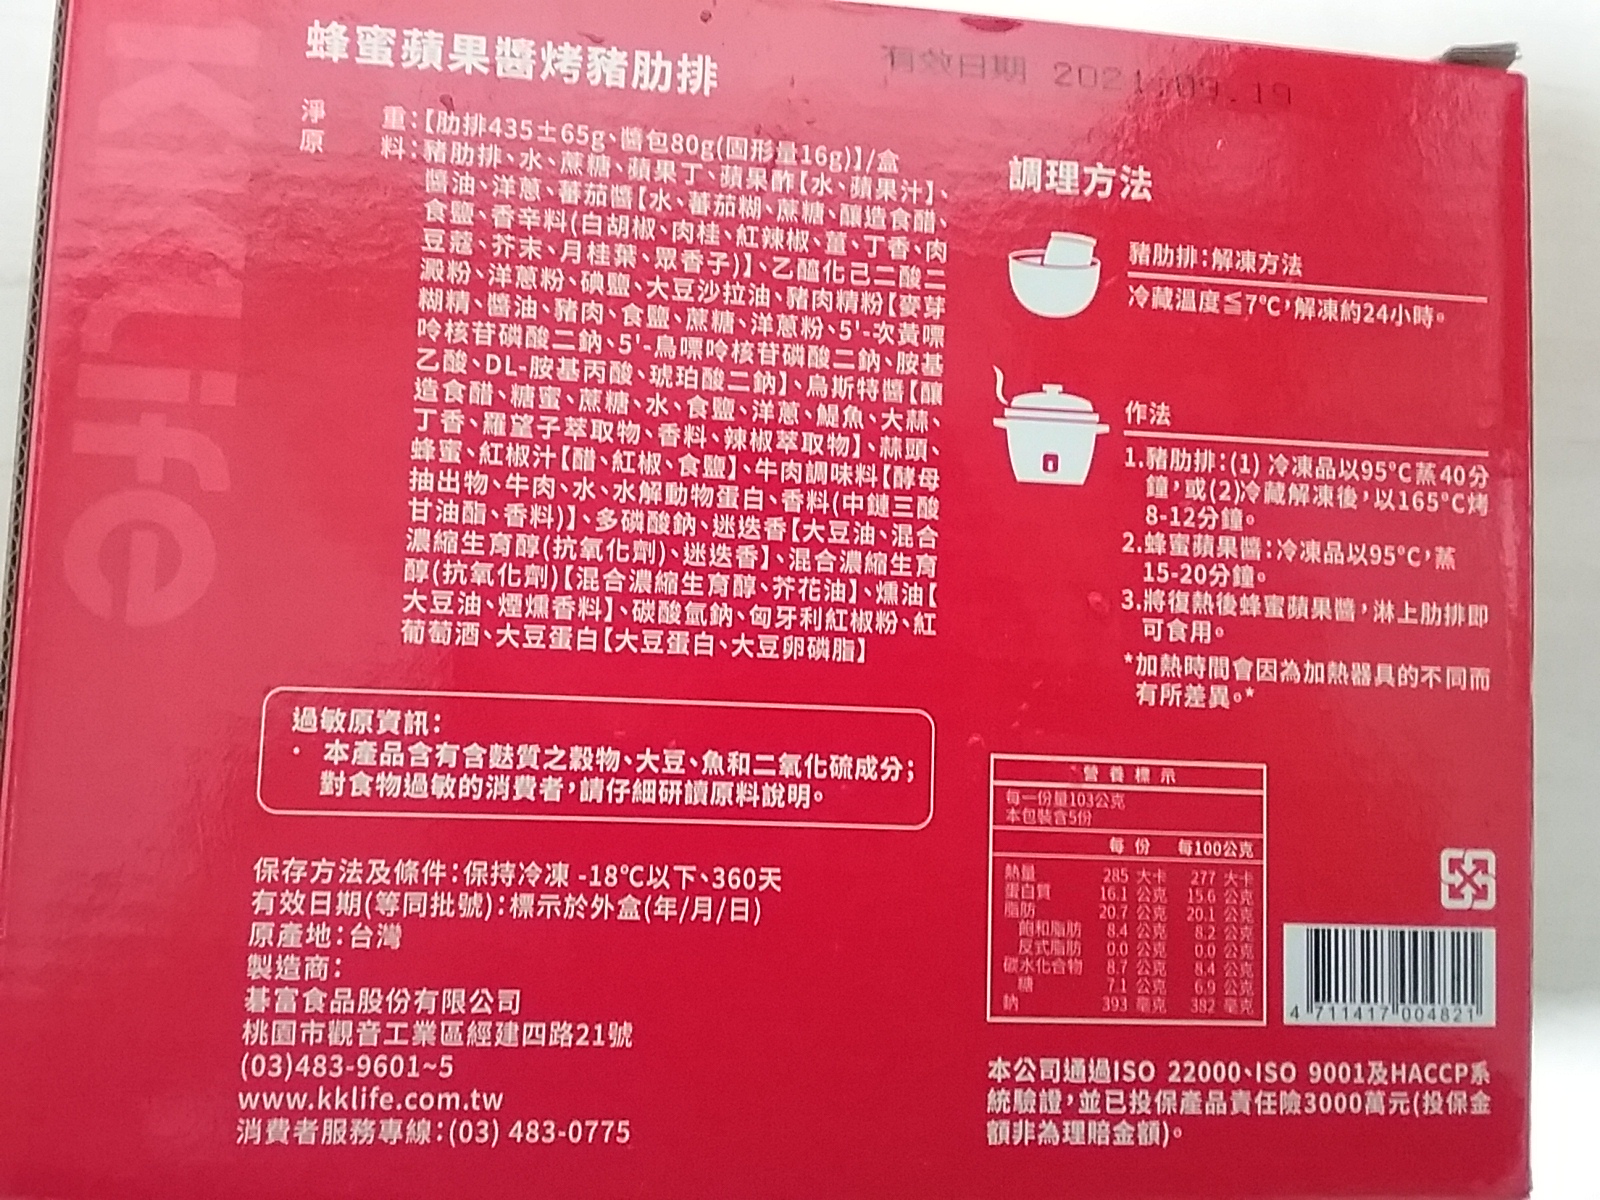 kklife
蜂蜜蘋果醬烤豬肋排
有效日期 2021.09.19
淨 重:【肋排435±65g、醬包80g(固形量16g)】/盒
原 料:豬肋排、水、蔗糖、蘋果丁、蘋果酢【水、蘋果汁】、
醬油、洋蔥、蕃茄醬【水、蕃茄糊、蔗糖、釀造食醋、
食鹽、香辛料(白胡椒、肉桂、紅辣椒、薑、丁香、肉
豆蔻、芥末、月桂葉、眾香子)】、乙醯化己二酸二
澱粉、洋蔥粉、碘鹽、大豆沙拉油、豬肉精粉【麥芽
糊精、醬油、豬肉、食鹽、蔗糖、洋蔥粉、5'-次黃嘌
呤核苷磷酸二鈉、5'-鳥嘌呤核苷磷酸二鈉、胺基
乙酸、DL-胺基丙酸、琥珀酸二鈉】、烏斯特醬【釀
造食醋、糖蜜、蔗糖、水、食鹽、洋蔥、鯷魚、大蒜、
丁香、羅望子萃取物、香料、辣椒萃取物】、蒜頭、
蜂蜜、紅椒汁【醋、紅椒、食鹽】、牛肉調味料【酵母
抽出物、牛肉、水、水解動物蛋白、香料(中鏈三酸
甘油酯、香料)】、多磷酸鈉、迷迭香【大豆油、混合
濃縮生育醇(抗氧化劑)、迷迭香】、混合濃縮生育
醇(抗氧化劑)【混合濃縮生育醇、芥花油】、燻油【
大豆油、煙燻香料】、碳酸氫鈉、匈牙利紅椒粉、紅
葡萄酒、大豆蛋白【大豆蛋白、大豆卵磷脂】
過敏原資訊:
· 本產品含有含麩質之穀物、大豆、魚和二氧化硫成分;
對食物過敏的消費者,請仔細研讀原料說明。
保存方法及條件:保持冷凍 -18℃以下、360天
有效日期(等同批號):標示於外盒(年/月/日)
原產地:台灣
製造商:
碁富食品股份有限公司
桃園市觀音工業區經建四路21號
(03)483-9601~5
www.kklife.com.tw
消費者服務專線:(03) 483-0775
調理方法
豬肋排:解凍方法
冷藏溫度≦7℃,解凍約24小時。
作法
1.豬肋排:(1) 冷凍品以95℃蒸40分
鐘,或(2)冷藏解凍後,以165℃烤
8-12分鐘。
2.蜂蜜蘋果醬:冷凍品以95℃,蒸
15-20分鐘。
3.將復熱後蜂蜜蘋果醬,淋上肋排即
可食用。
*加熱時間會因為加熱器具的不同而
有所差異。*
營養標示
每一份量103公克
本包裝含5份
每份 每100公克
熱量 285 大卡 277 大卡
蛋白質 16.1 公克 15.6 公克
脂肪 20.7 公克 20.1 公克
飽和脂肪 8.4 公克 8.2 公克
反式脂肪 0.0 公克 0.0 公克
碳水化合物 8.7 公克 8.4 公克
糖 7.1 公克 6.9 公克
鈉 393 毫克 382 毫克
4 711417 004821
本公司通過ISO 22000、ISO 9001及HACCP系
統驗證,並已投保產品責任險3000萬元(投保金
額非為理賠金額)。